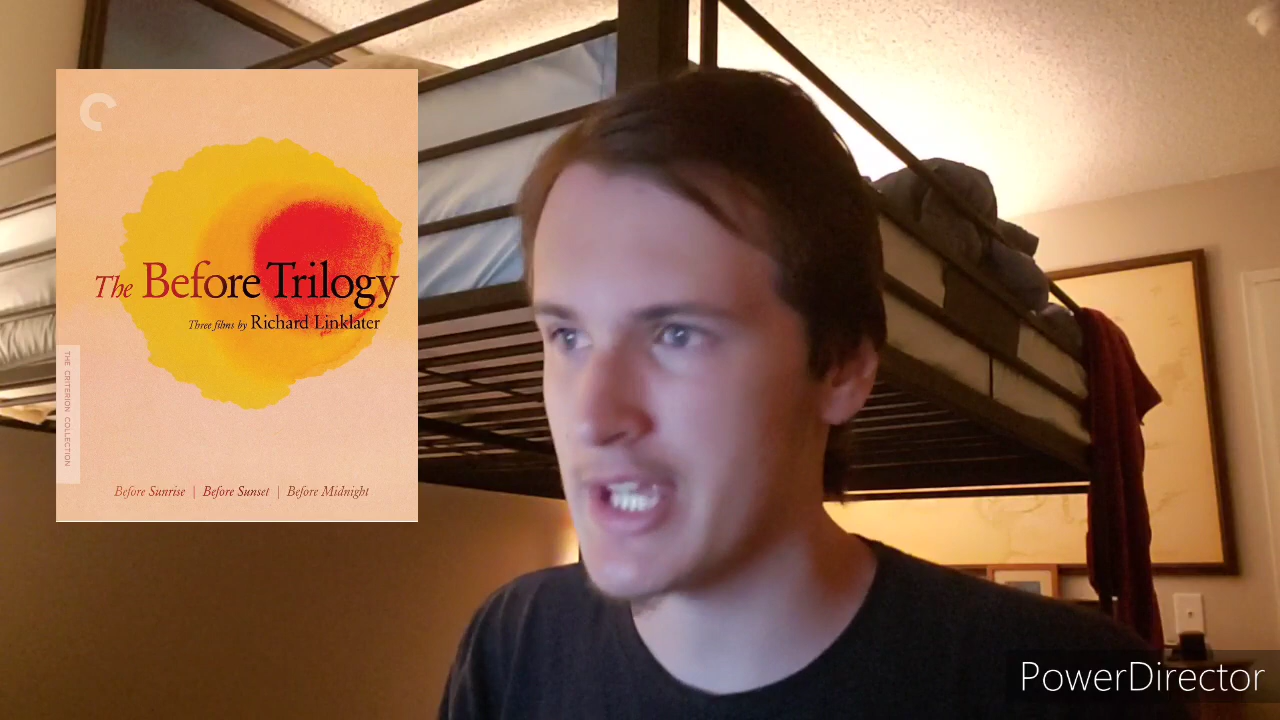 The Before Trilogy
Three films by Richard Linklater
THE CRITERION COLLECTION
Before Sunrise | Before Sunset | Before Midnight
PowerDirector